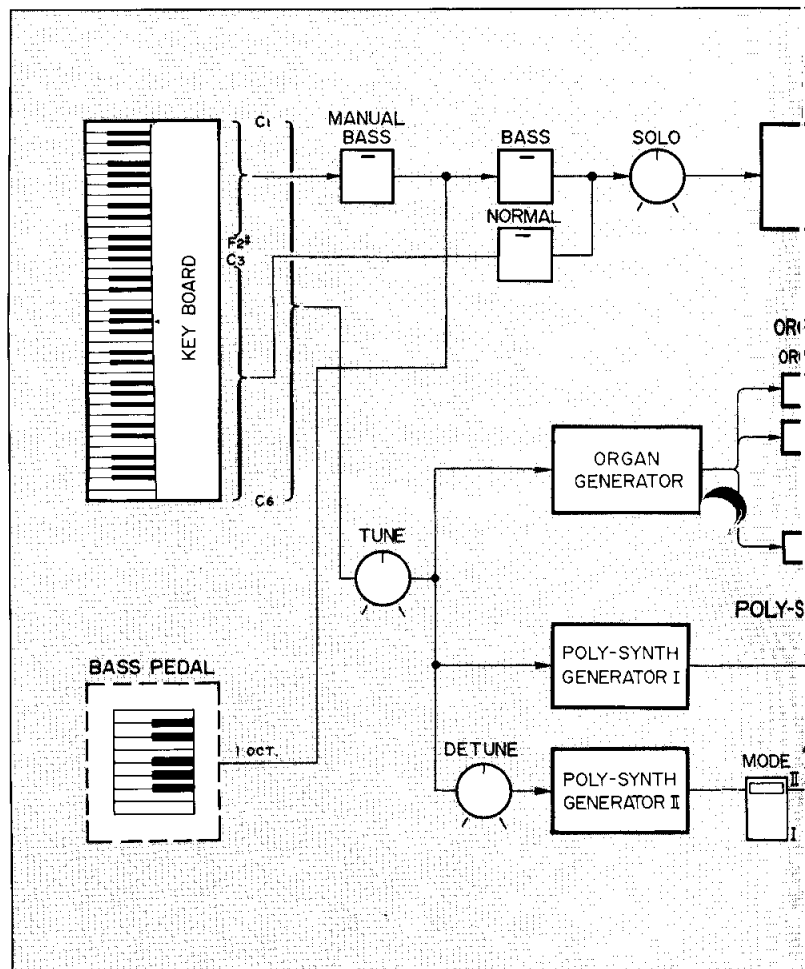 C1
MANUAL
BASS
BASS
SOLO
NORMAL
F2#
C3
KEY BOARD
C6
ORGAN
GENERATOR
TUNE
POLY-S
BASS PEDAL
1 OCT.
POLY-SYNTH
GENERATOR I
DETUNE
POLY-SYNTH
GENERATOR II
MODE
II
I